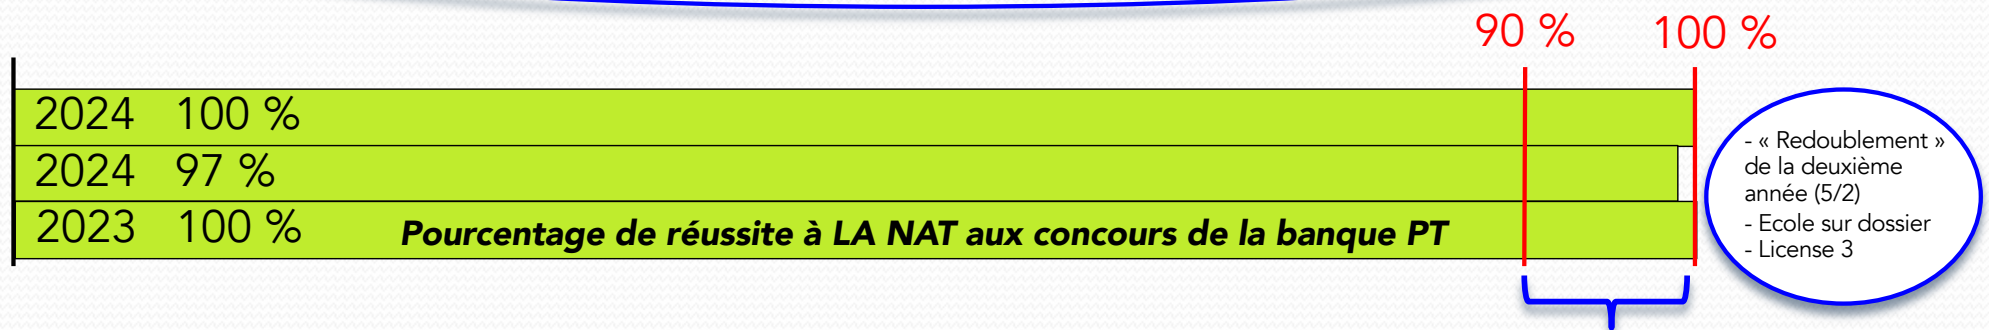 90 % 100 %
2024 100 %
2024 97 %
2023 100 % Pourcentage de réussite à LA NAT aux concours de la banque PT
- « Redoublement »
de la deuxième
année (5/2)
- Ecole sur dossier
- License 3